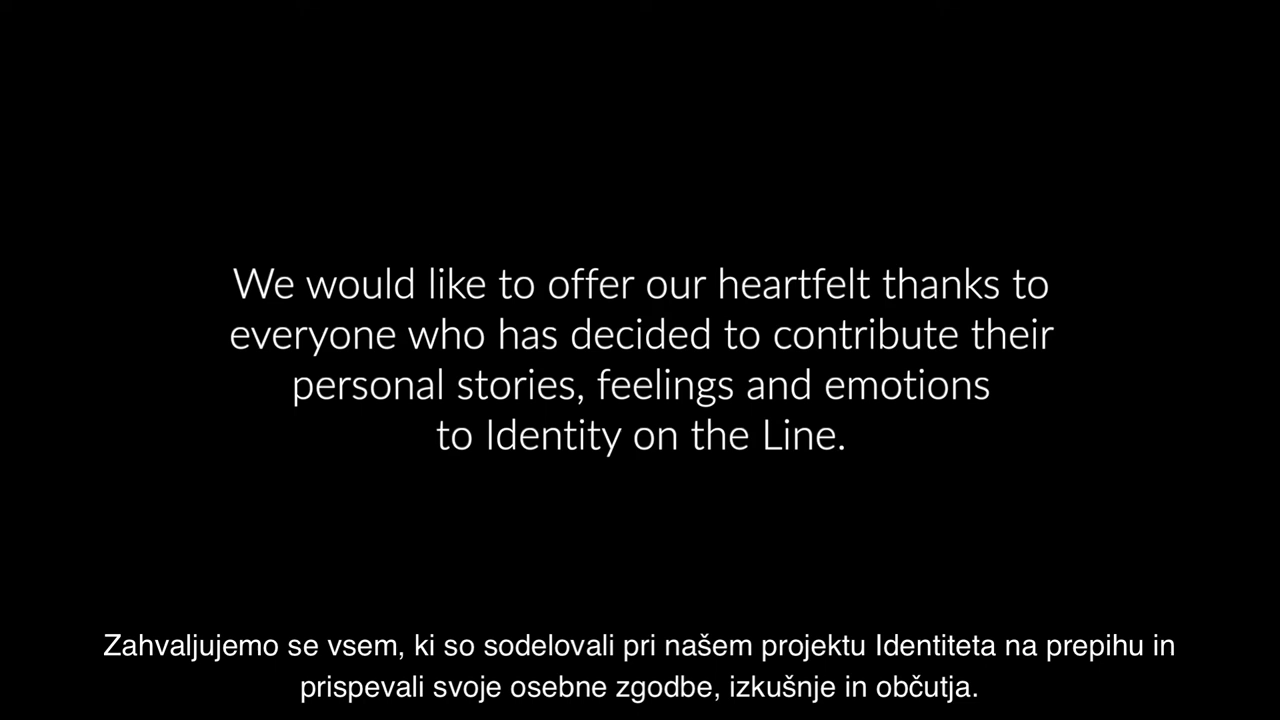 We would like to offer our heartfelt thanks to
everyone who has decided to contribute their
personal stories, feelings and emotions
to Identity on the Line.
Zahvaljujemo se vsem, ki so sodelovali pri našem projektu Identiteta na prepihu in
prispevali svoje osebne zgodbe, izkušnje in občutja.